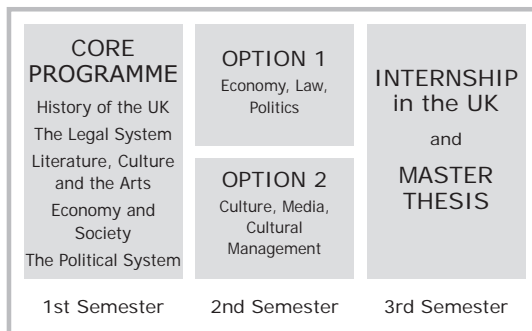 CORE
PROGRAMME
History of the UK
The Legal System
Literature, Culture
and the Arts
Economy and
Society
The Political System
1st Semester
OPTION 1
Economy, Law,
Politics
OPTION 2
Culture, Media,
Cultural
Management
2nd Semester
INTERNSHIP
in the UK
and
MASTER
THESIS
3rd Semester